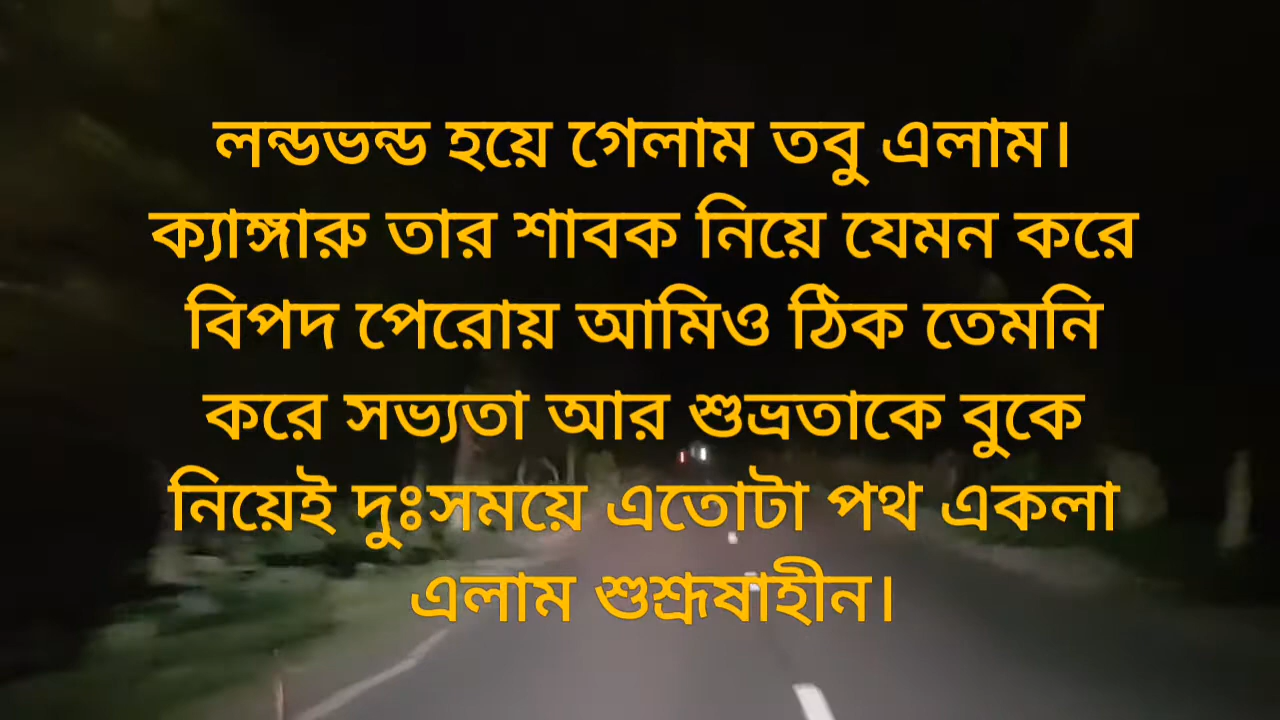 লন্ডভন্ড হয়ে গেলাম তবু এলাম।
ক্যাঙ্গারু তার শাবক নিয়ে যেমন করে
বিপদ পেরোয় আমিও ঠিক তেমনি
করে সভ্যতা আর শুভ্রতাকে বুকে
নিয়েই দুঃসময়ে এতোটা পথ একলা
এলাম শুশ্রূষাহীন।